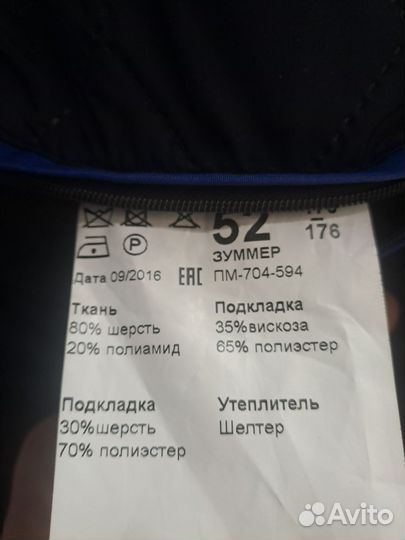 52
176
ЗУММЕР
Дата 09/2016 ЕАС ПМ-704-594
Ткань
80% шерсть
20% полиамид
Подкладка
35%вискоза
65% полиэстер
Подкладка
30%шерсть
70% полиэстер
Утеплитель
Шелтер
P
Avito